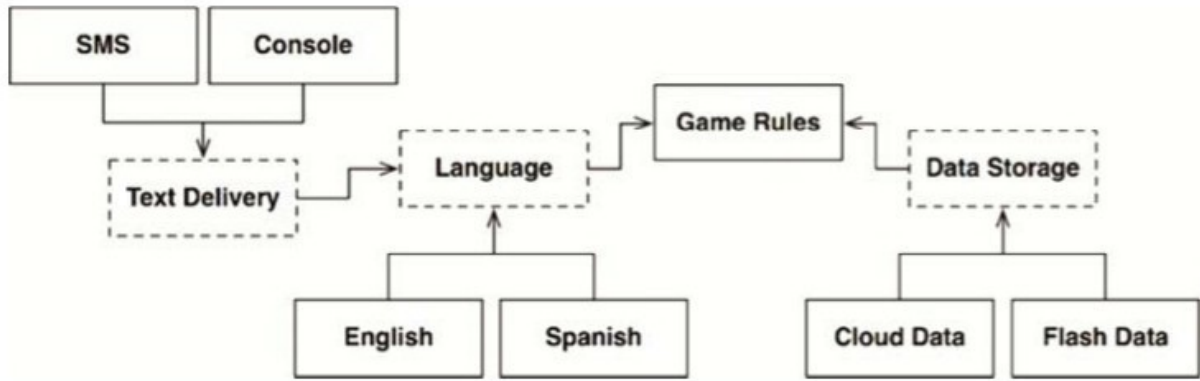 SMS
Console
Game Rules
Text Delivery
Language
Data Storage
English
Spanish
Cloud Data
Flash Data